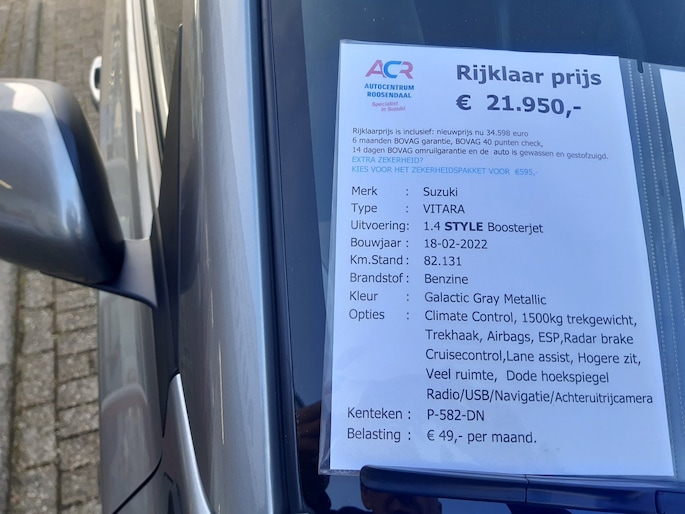 ACR
AUTOCENTRUM
ROOSENDAAL
Specialist
in Suzuki
Rijklaar prijs
€ 21.950,-
Rijklaarprijs is inclusief: nieuwprijs nu 34.598 euro
6 maanden BOVAG garantie, BOVAG 40 punten check,
14 dagen BOVAG omruilgarantie en de auto is gewassen en gestofzuigd.
EXTRA ZEKERHEID?
KIES VOOR HET ZEKERHEIDSPAKKET VOOR €595,-
Merk : Suzuki
Type : VITARA
Uitvoering: 1.4 STYLE Boosterjet
Bouwjaar : 18-02-2022
Km.Stand : 82.131
Brandstof : Benzine
Kleur : Galactic Gray Metallic
Opties : Climate Control, 1500kg trekgewicht,
Trekhaak, Airbags, ESP,Radar brake
Cruisecontrol,Lane assist, Hogere zit,
Veel ruimte, Dode hoekspiegel
Radio/USB/Navigatie/Achteruitrijcamera
Kenteken : P-582-DN
Belasting : € 49,- per maand.